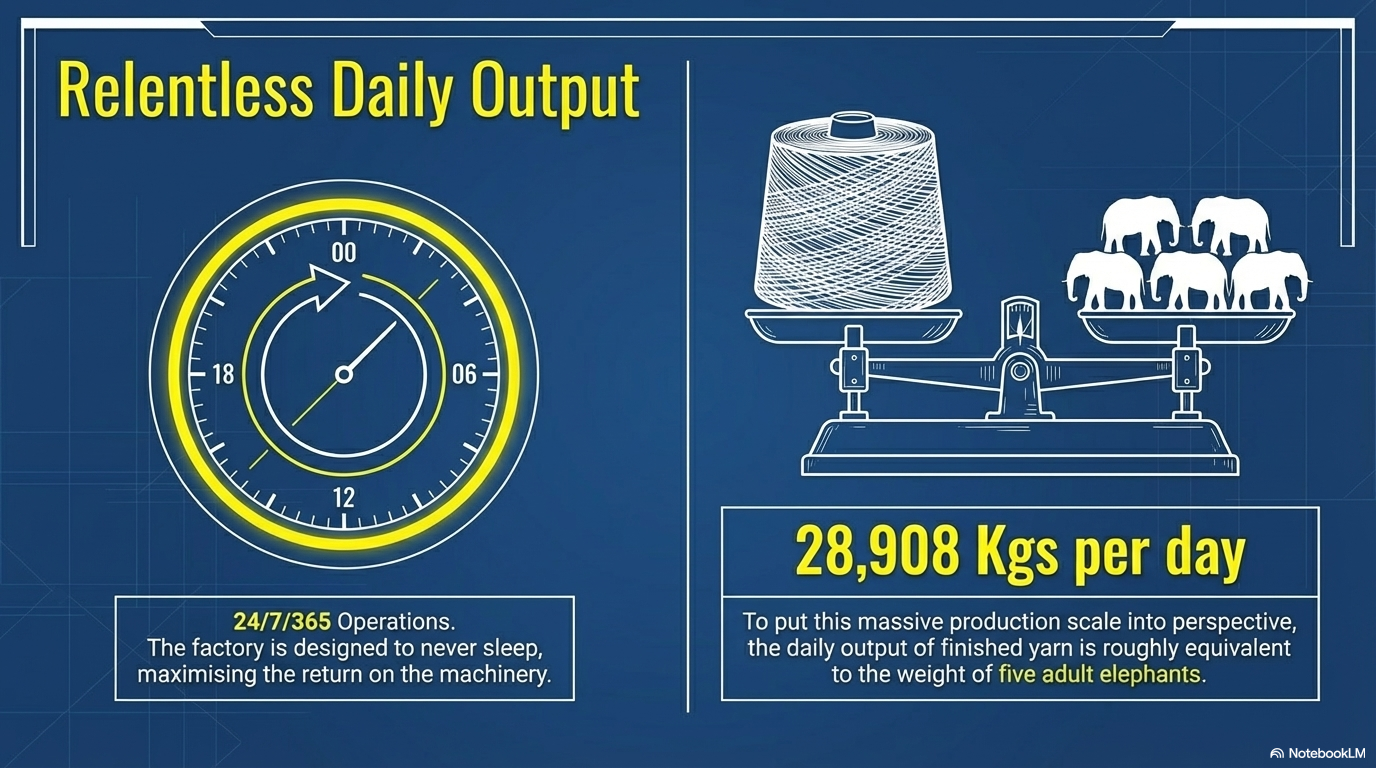 Relentless Daily Output
00
18
06
12
24/7/365 Operations.
The factory is designed to never sleep,
maximising the return on the machinery.
28,908 Kgs per day
To put this massive production scale into perspective,
the daily output of finished yarn is roughly equivalent
to the weight of five adult elephants.
NotebookLM